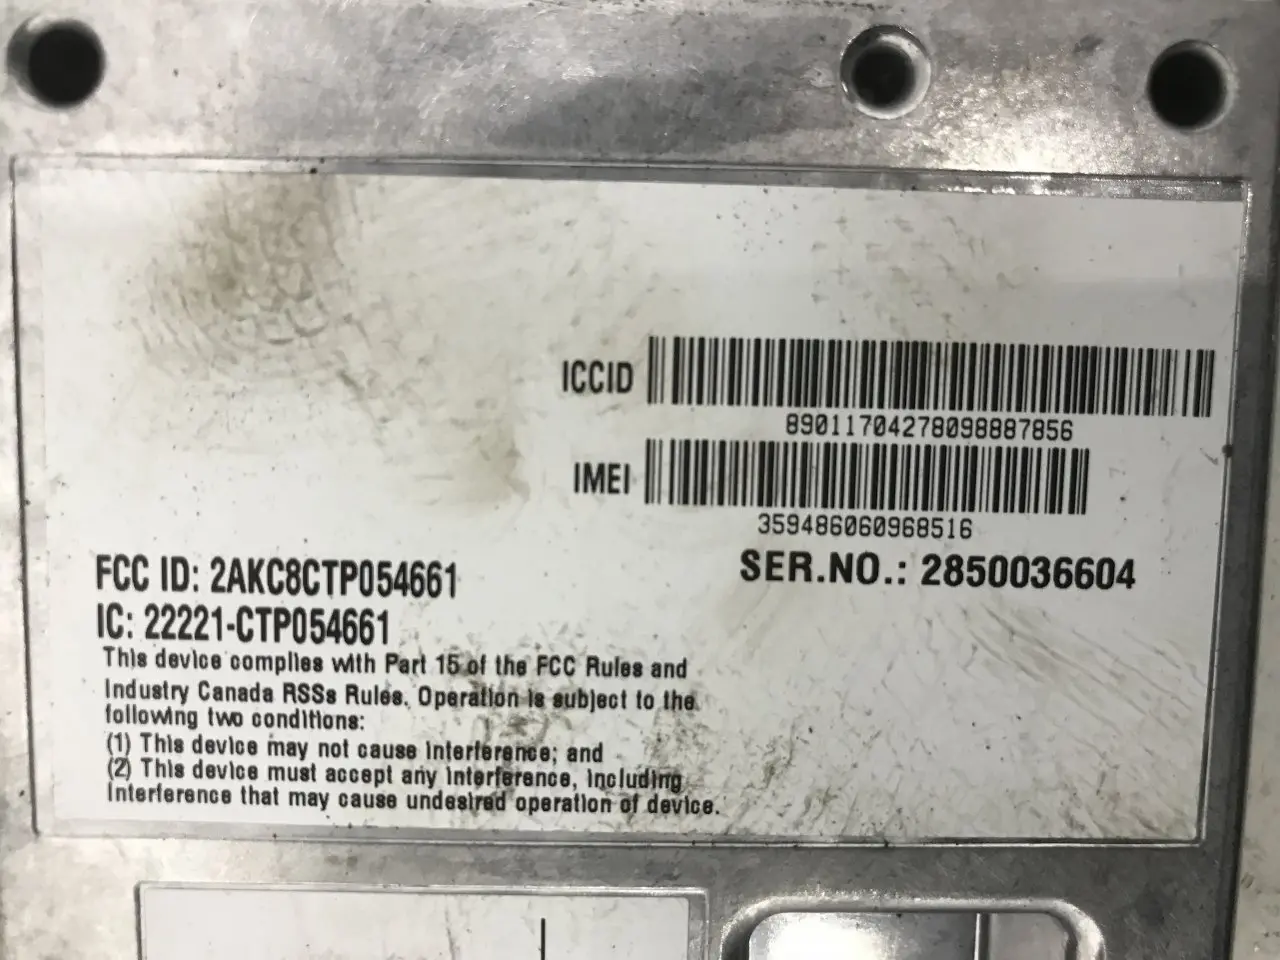 ICCID
89011704278098887856
IMEI
359486060968516
SER.NO.: 2850036604
FCC ID: 2AKC8CTP054661
IC: 22221-CTP054661
This device complies with Part 15 of the FCC Rules and
Industry Canada RSSs Rules. Operation is subject to the
following two conditions:
(1) This device may not cause interference; and
(2) This device must accept any interference, including
interference that may cause undesired operation of device.